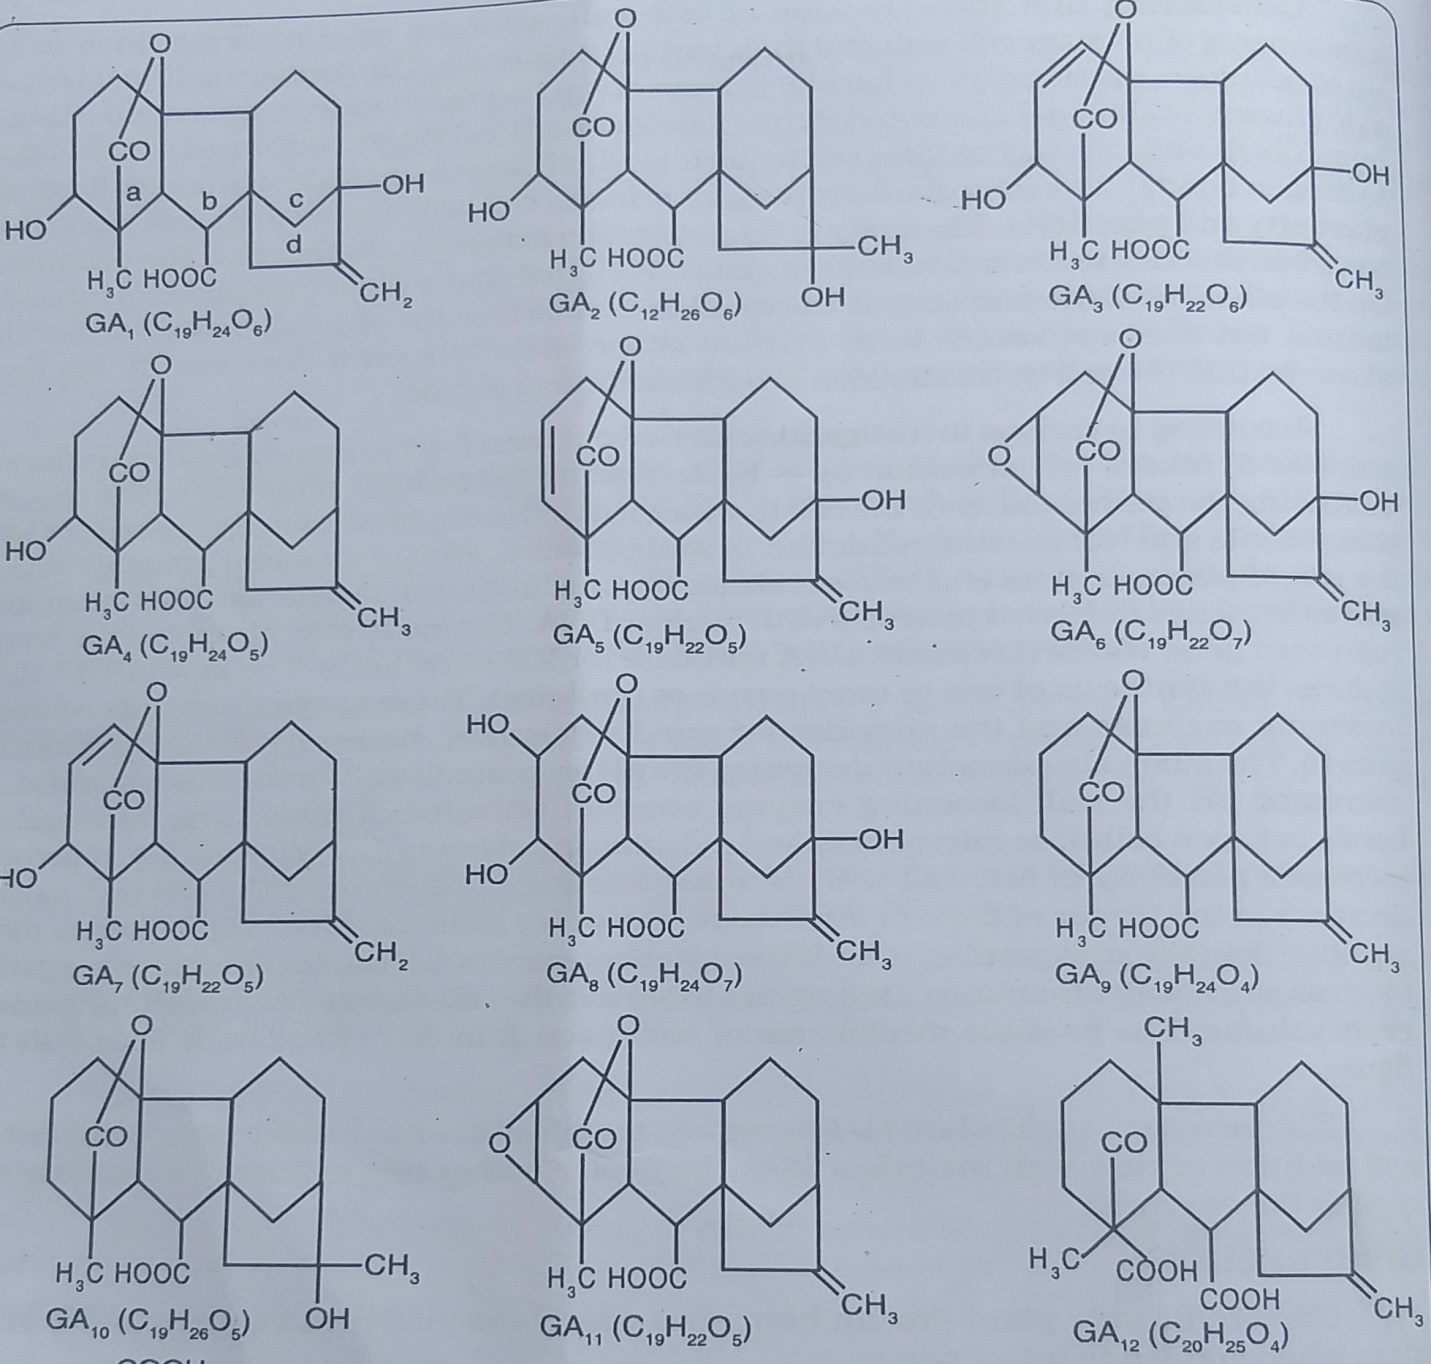 O
CO
a
b
c
d
OH
HO
H₃C HOOC
CH₂
GA₁ (C₁₉H₂₄O₆)
O
CO
HO
H₃C HOOC
CH₃
OH
GA₂ (C₁₂H₂₆O₆)
O
CO
HO
OH
H₃C HOOC
CH₃
GA₃ (C₁₉H₂₂O₆)
O
CO
HO
H₃C HOOC
CH₃
GA₄ (C₁₉H₂₄O₅)
O
CO
OH
H₃C HOOC
CH₃
GA₅ (C₁₉H₂₂O₅)
O
O
CO
OH
H₃C HOOC
CH₃
GA₆ (C₁₉H₂₂O₇)
O
CO
HO
H₃C HOOC
CH₂
GA₇ (C₁₉H₂₂O₅)
O
HO
CO
OH
HO
H₃C HOOC
CH₃
GA₈ (C₁₉H₂₄O₇)
O
CO
H₃C HOOC
CH₃
GA₉ (C₁₉H₂₄O₄)
O
CO
H₃C HOOC
CH₃
OH
GA₁₀ (C₁₉H₂₆O₅)
O
O
CO
H₃C HOOC
CH₃
GA₁₁ (C₁₉H₂₂O₅)
CH₃
CO
H₃C
COOH
COOH
CH₃
GA₁₂ (C₂₀H₂₅O₄)